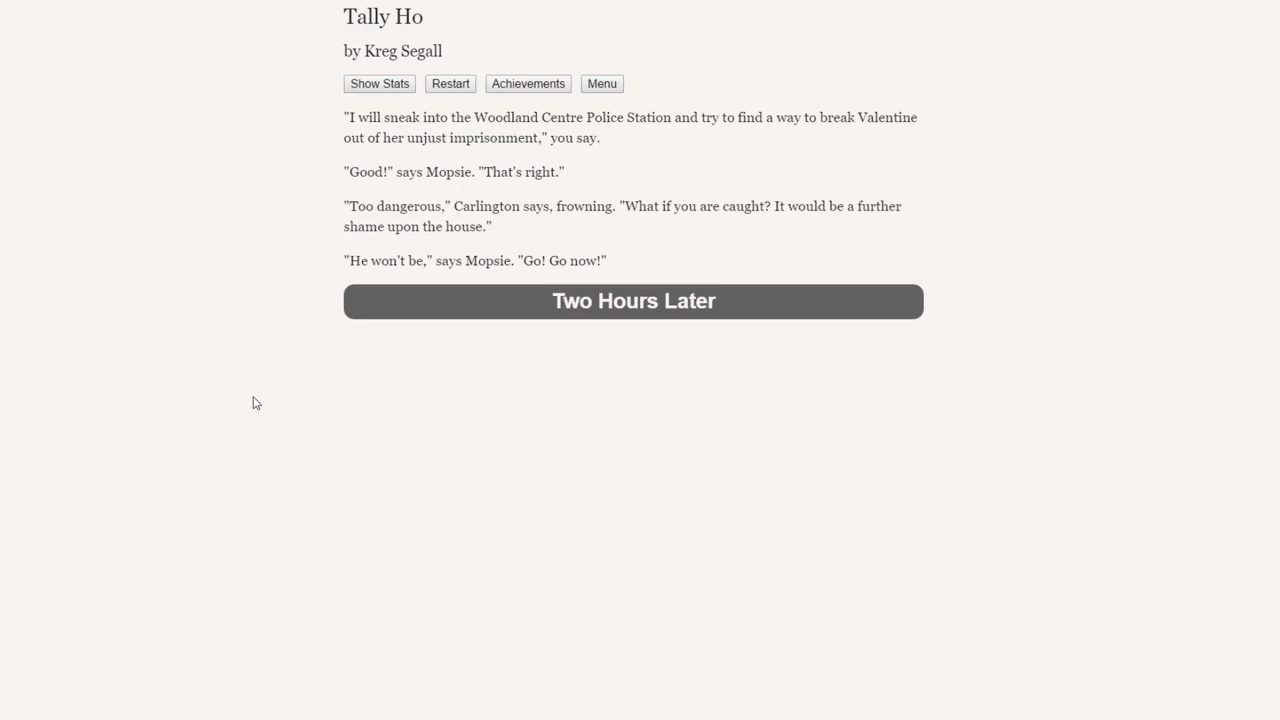 Tally Ho
by Kreg Segall
Show Stats Restart Achievements Menu
"I will sneak into the Woodland Centre Police Station and try to find a way to break Valentine
out of her unjust imprisonment," you say.
"Good!" says Mopsie. "That's right."
"Too dangerous," Carlington says, frowning. "What if you are caught? It would be a further
shame upon the house."
"He won't be," says Mopsie. "Go! Go now!"
Two Hours Later